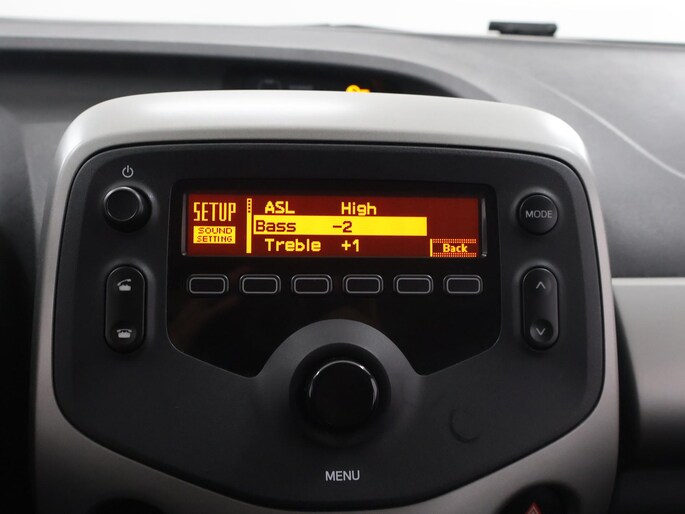 SETUP
SOUND
SETTING
ASL High
Bass -2
Treble +1
Back
MODE
MENU